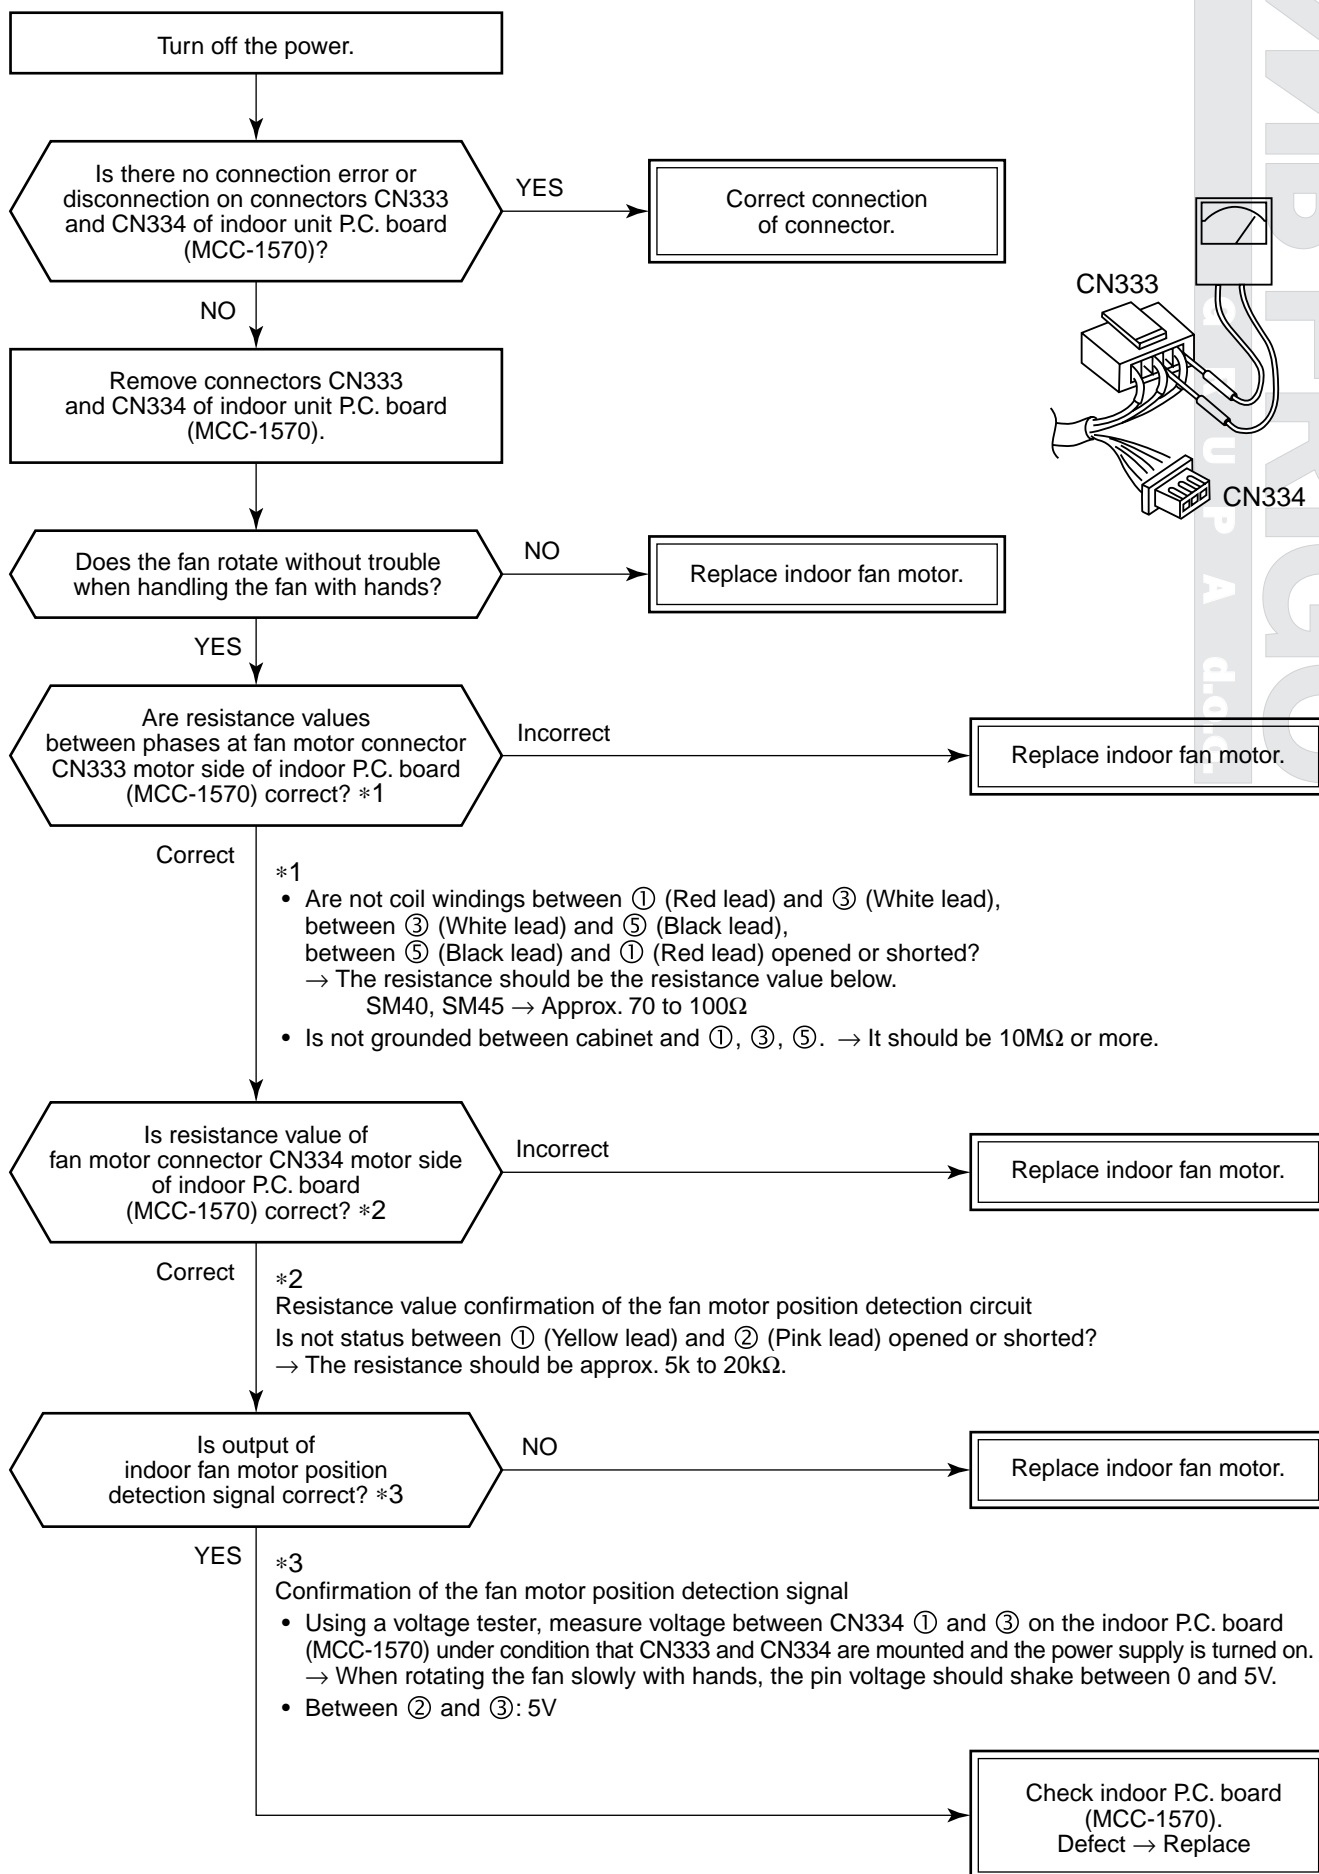 Turn off the power.
Is there no connection error or
disconnection on connectors CN333
and CN334 of indoor unit P.C. board
(MCC-1570)?
YES
Correct connection
of connector.
NO
CN333
CN334
Remove connectors CN333
and CN334 of indoor unit P.C. board
(MCC-1570).
Does the fan rotate without trouble
when handling the fan with hands?
NO
Replace indoor fan motor.
YES
Are resistance values
between phases at fan motor connector
CN333 motor side of indoor P.C. board
(MCC-1570) correct? *1
Incorrect
Replace indoor fan motor.
Correct
*1
• Are not coil windings between ① (Red lead) and ③ (White lead),
between ③ (White lead) and ⑤ (Black lead),
between ⑤ (Black lead) and ① (Red lead) opened or shorted?
→ The resistance should be the resistance value below.
SM40, SM45 → Approx. 70 to 100Ω
• Is not grounded between cabinet and ①, ③, ⑤. → It should be 10MΩ or more.
Is resistance value of
fan motor connector CN334 motor side
of indoor P.C. board
(MCC-1570) correct? *2
Incorrect
Replace indoor fan motor.
Correct
*2
Resistance value confirmation of the fan motor position detection circuit
Is not status between ① (Yellow lead) and ② (Pink lead) opened or shorted?
→ The resistance should be approx. 5k to 20kΩ.
Is output of
indoor fan motor position
detection signal correct? *3
NO
Replace indoor fan motor.
YES
*3
Confirmation of the fan motor position detection signal
• Using a voltage tester, measure voltage between CN334 ① and ③ on the indoor P.C. board
(MCC-1570) under condition that CN333 and CN334 are mounted and the power supply is turned on.
→ When rotating the fan slowly with hands, the pin voltage should shake between 0 and 5V.
• Between ② and ③: 5V
Check indoor P.C. board
(MCC-1570).
Defect → Replace
d.o.o.